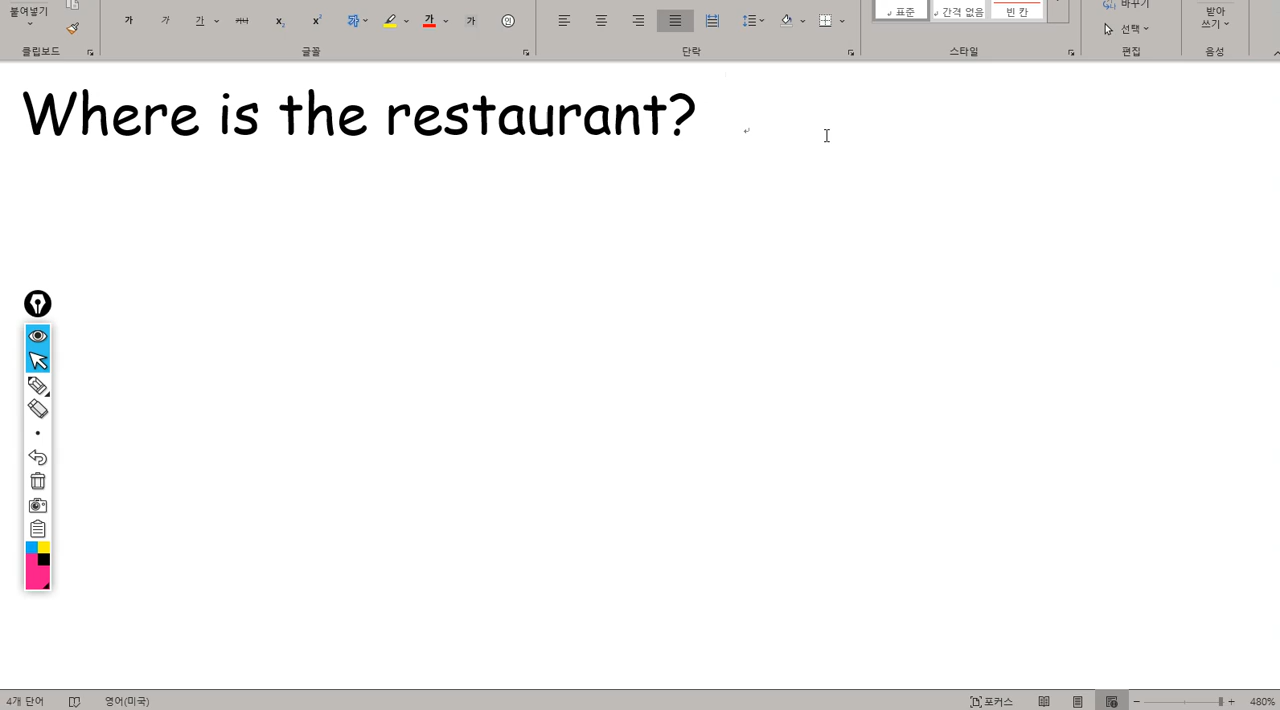 붙여넣기
가 가 가 가 가 가
바꾸기
선택
받아
쓰기
표준 간격 없음 빈 칸
클립보드 글꼴 단락 스타일 편집 음성
Where is the restaurant?
4개 단어 영어(미국) 포커스 480%